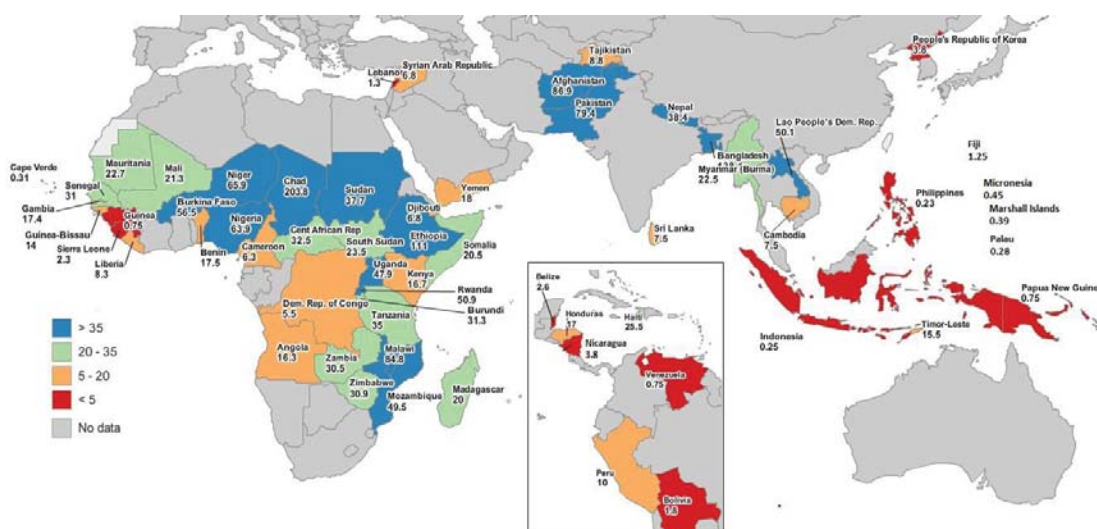 People's Republic of Korea
3.8
Tajikistan
8.8
Syrian Arab Republic
6.8
Lebanon
1.3
Afghanistan
86.9
Pakistan
79.4
Nepal
38.4
Lao People's Dem. Rep.
50.1
Bangladesh
Myanmar (Burma)
22.5
Fiji
1.25
Cape Verde
0.31
Mauritania
22.7
Mali
21.3
Niger
65.9
Chad
203.8
Sudan
37.7
Yemen
18
Philippines
0.23
Micronesia
0.45
Marshall Islands
0.39
Palau
0.28
Senegal
31
Gambia
17.4
Guinea
0.75
Burkina Faso
56.5
Nigeria
63.9
Djibouti
6.8
Ethiopia
111
Guinea-Bissau
14
Sierra Leone
2.3
Liberia
8.3
Benin
17.5
Cameroon
6.3
Cent African Rep
32.5
South Sudan
23.5
Somalia
20.5
Sri Lanka
7.5
Cambodia
7.5
Uganda
47.9
Kenya
16.7
Rwanda
50.9
Burundi
31.3
Dem. Rep. of Congo
5.5
Tanzania
35
Belize
2.6
Honduras
17
Haiti
25.5
Nicaragua
3.8
Papua New Guine
0.75
Indonesia
0.25
Timor-Leste
15.5
Angola
16.3
Zambia
30.5
Malawi
84.8
Zimbabwe
30.9
Mozambique
49.5
Madagascar
20
Venezuela
0.75
Peru
10
Bolivia
1.8
> 35
20 - 35
5 - 20
< 5
No data